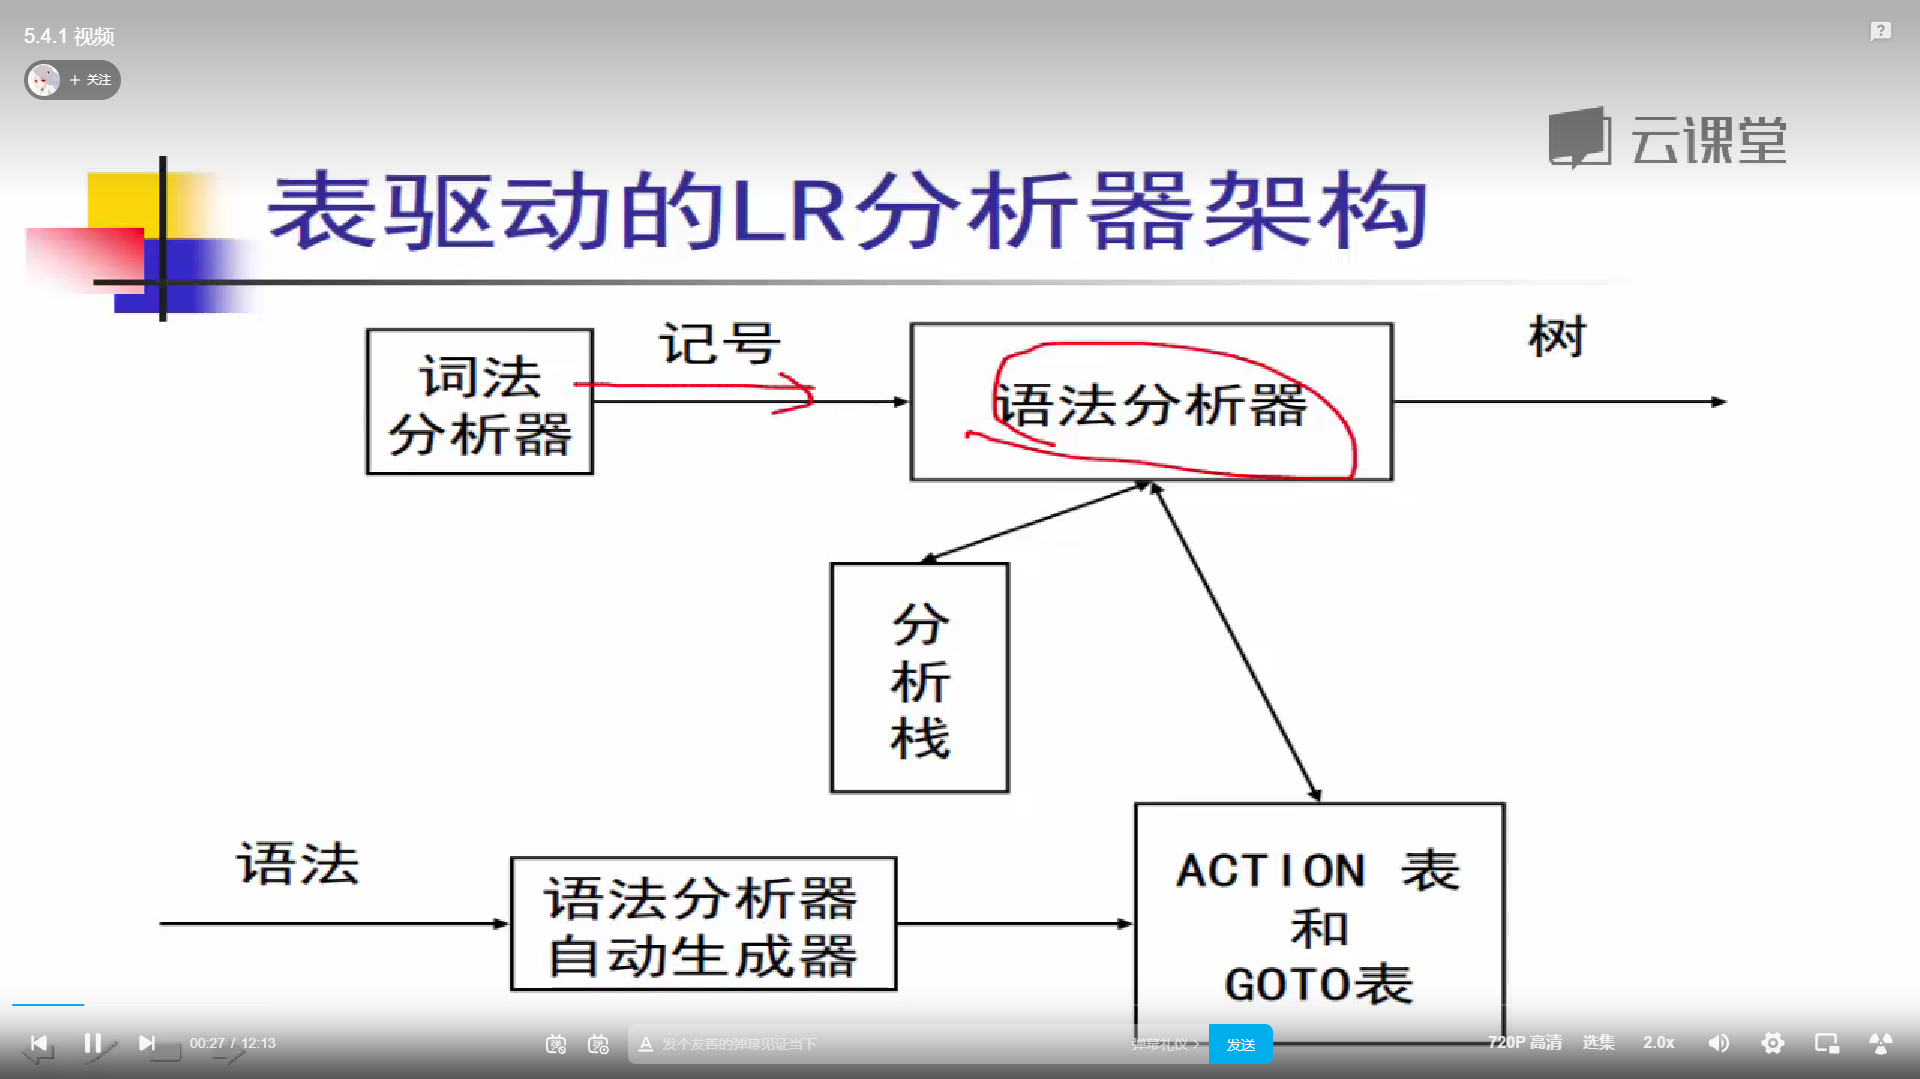 5.4.1 视频
+ 关注
云课堂
表驱动的LR分析器架构
词法
分析器
记号
语法分析器
树
分
析
栈
语法
语法分析器
自动生成器
ACTION 表
和
GOTO表
00:27 / 12:13
发个友善的弹幕见证当下
弹幕礼仪 >
发送
720P 高清
选集
2.0x